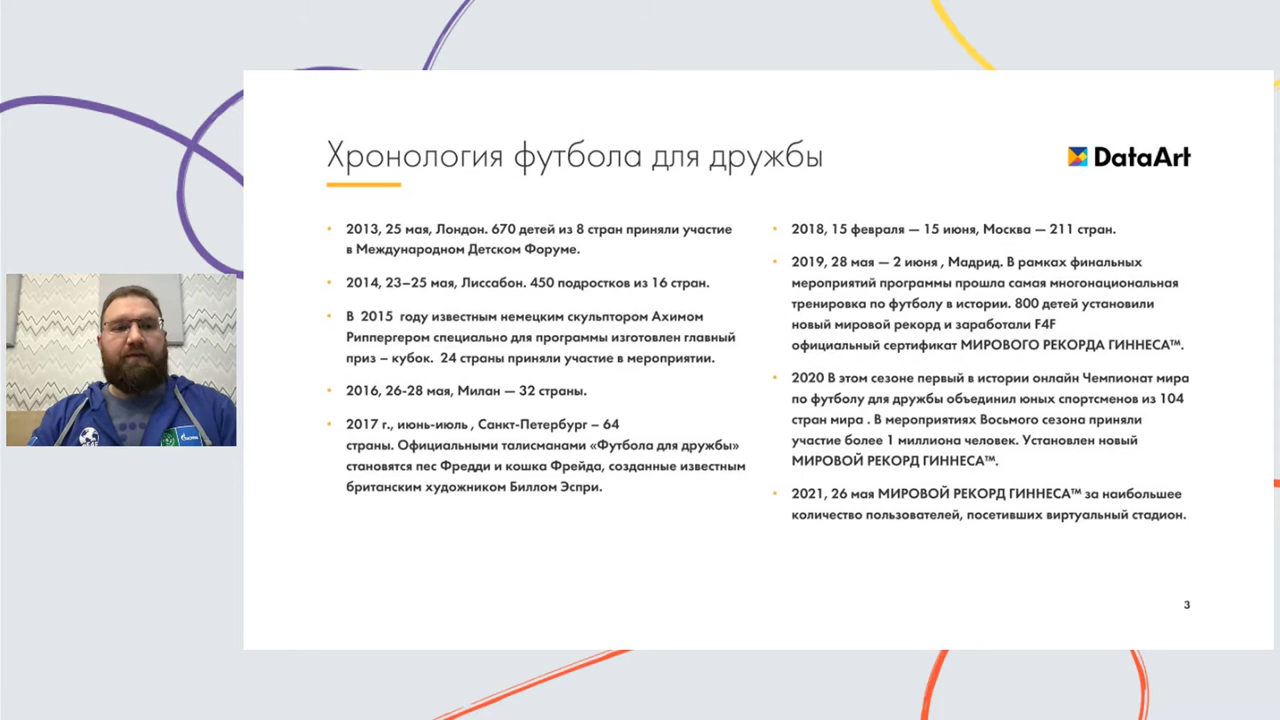 Хронология футбола для дружбы
DataArt
2013, 25 мая, Лондон. 670 детей из 8 стран приняли участие
в Международном Детском Форуме.
2014, 23–25 мая, Лиссабон. 450 подростков из 16 стран.
В 2015 году известным немецким скульптором Ахимом
Риппергером специально для программы изготовлен главный
приз – кубок. 24 страны приняли участие в мероприятии.
2016, 26-28 мая, Милан — 32 страны.
2017 г., июнь-июль , Санкт-Петербург – 64
страны. Официальными талисманами «Футбола для дружбы»
становятся пес Фредди и кошка Фрейда, созданные известным
британским художником Биллом Эспри.
2018, 15 февраля — 15 июня, Москва — 211 стран.
2019, 28 мая — 2 июня , Мадрид. В рамках финальных
мероприятий программы прошла самая многонациональная
тренировка по футболу в истории. 800 детей установили
новый мировой рекорд и заработали F4F
официальный сертификат МИРОВОГО РЕКОРДА ГИННЕСА™.
2020 В этом сезоне первый в истории онлайн Чемпионат мира
по футболу для дружбы объединил юных спортсменов из 104
стран мира . В мероприятиях Восьмого сезона приняли
участие более 1 миллиона человек. Установлен новый
МИРОВОЙ РЕКОРД ГИННЕСА™.
2021, 26 мая МИРОВОЙ РЕКОРД ГИННЕСА™ за наибольшее
количество пользователей, посетивших виртуальный стадион.
3